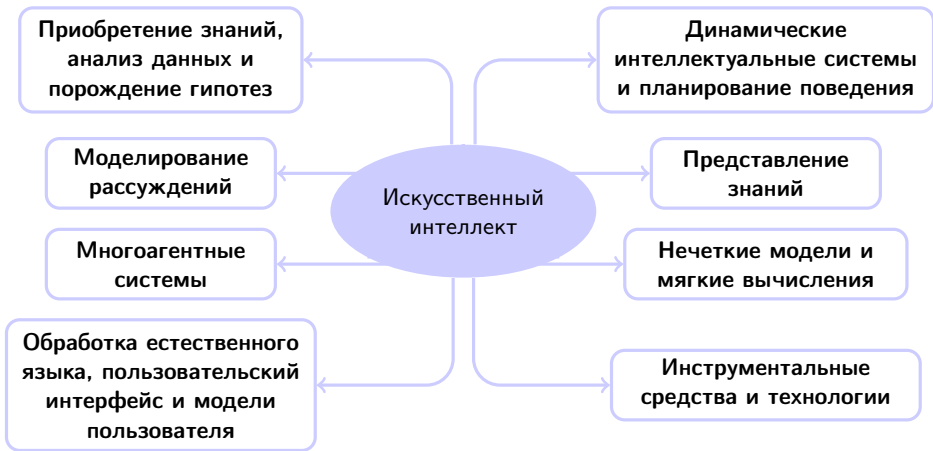 Приобретение знаний,
анализ данных и
порождение гипотез
Динамические
интеллектуальные системы
и планирование поведения
Моделирование
рассуждений
Представление
знаний
Искусственный
интеллект
Многоагентные
системы
Нечеткие модели и
мягкие вычисления
Обработка естественного
языка, пользовательский
интерфейс и модели
пользователя
Инструментальные
средства и технологии